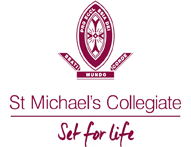 BEATI
MUNDO
CORDE
St Michael's Collegiate
Set for life